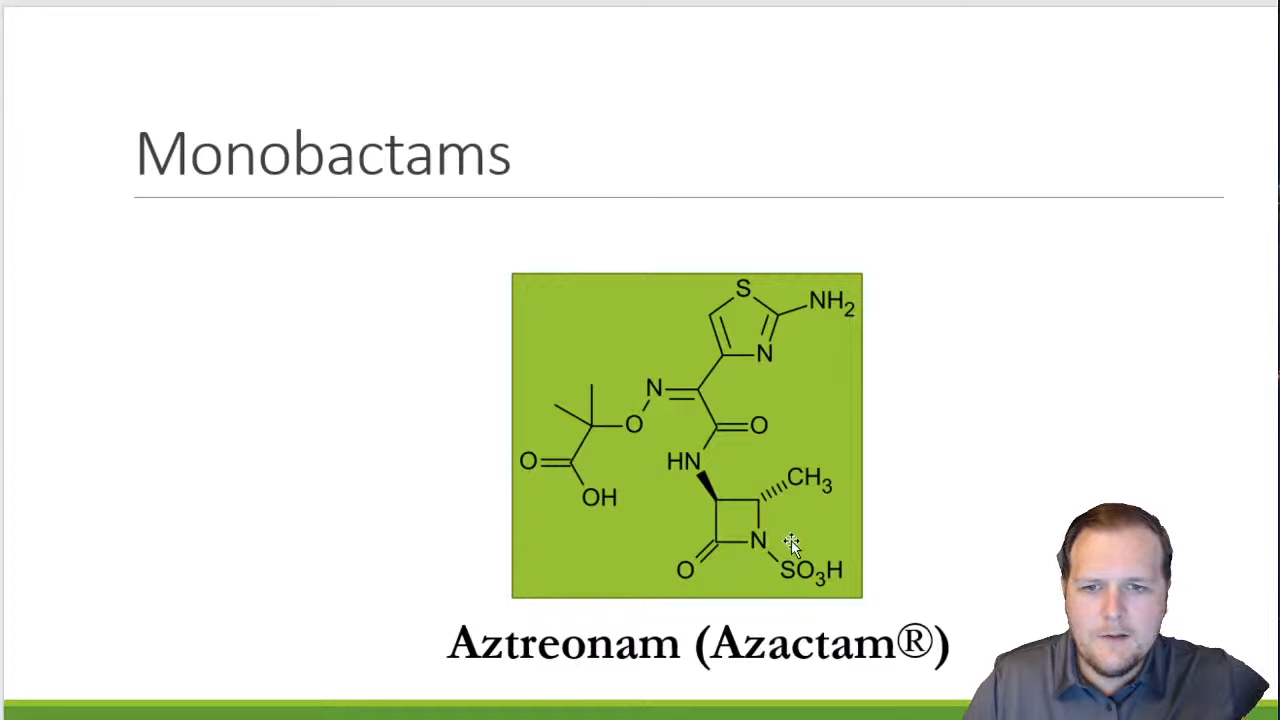 Monobactams
S
NH2
N
N
O
O
O
HN
CH3
OH
N
O
SO3H
Aztreonam (Azactam®)